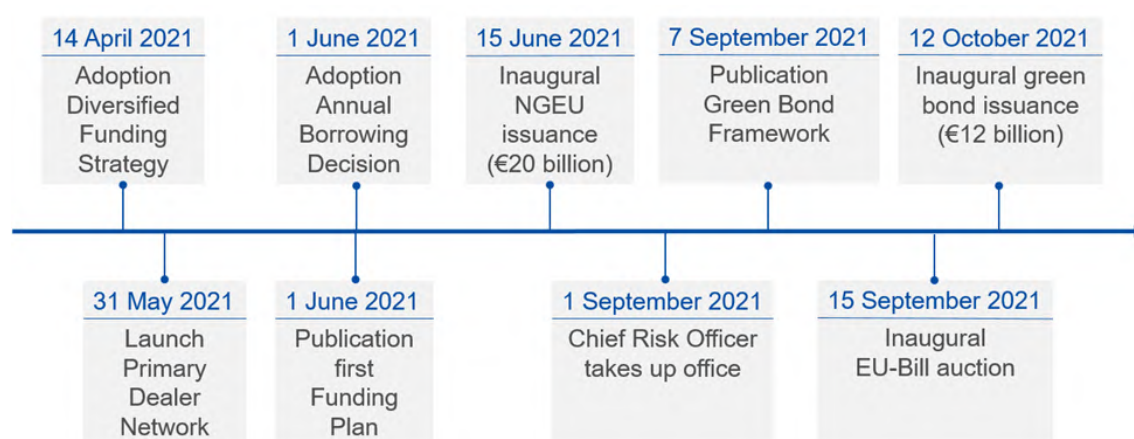 14 April 2021
Adoption
Diversified
Funding
Strategy
1 June 2021
Adoption
Annual
Borrowing
Decision
15 June 2021
Inaugural
NGEU
issuance
(€20 billion)
7 September 2021
Publication
Green Bond
Framework
12 October 2021
Inaugural green
bond issuance
(€12 billion)
31 May 2021
Launch
Primary
Dealer
Network
1 June 2021
Publication
first
Funding
Plan
1 September 2021
Chief Risk Officer
takes up office
15 September 2021
Inaugural
EU-Bill auction